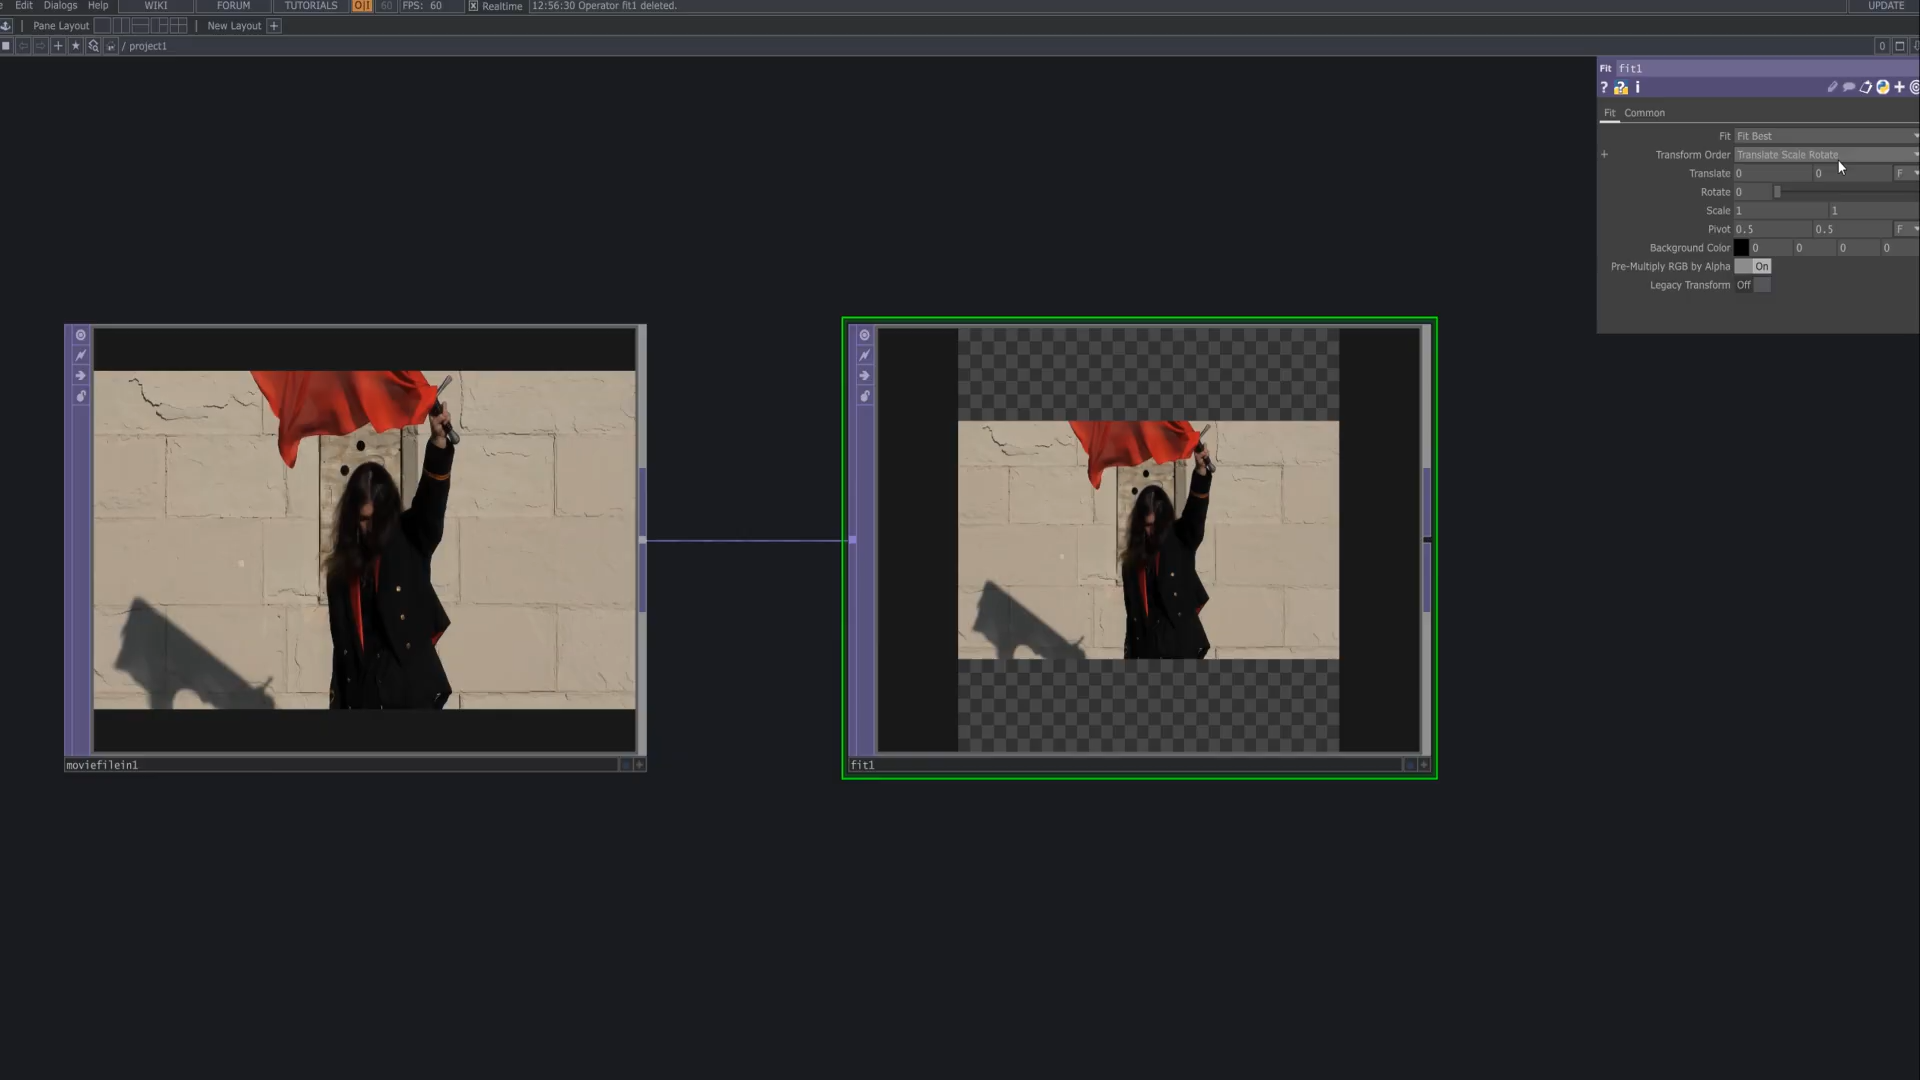 Edit Dialogs Help WIKI FORUM TUTORIALS O|I 60 FPS: 60 Realtime 12:56:30 Operator fit1 deleted. UPDATE
Pane Layout New Layout +
/ project1 0
Fit fit1
? ? i
Fit Common
Fit Fit Best
+ Transform Order Translate Scale Rotate
Translate 0 0 F
Rotate 0
Scale 1 1
Pivot 0.5 0.5 F
Background Color 0 0 0 0
Pre-Multiply RGB by Alpha On
Legacy Transform Off
moviefilein1
fit1